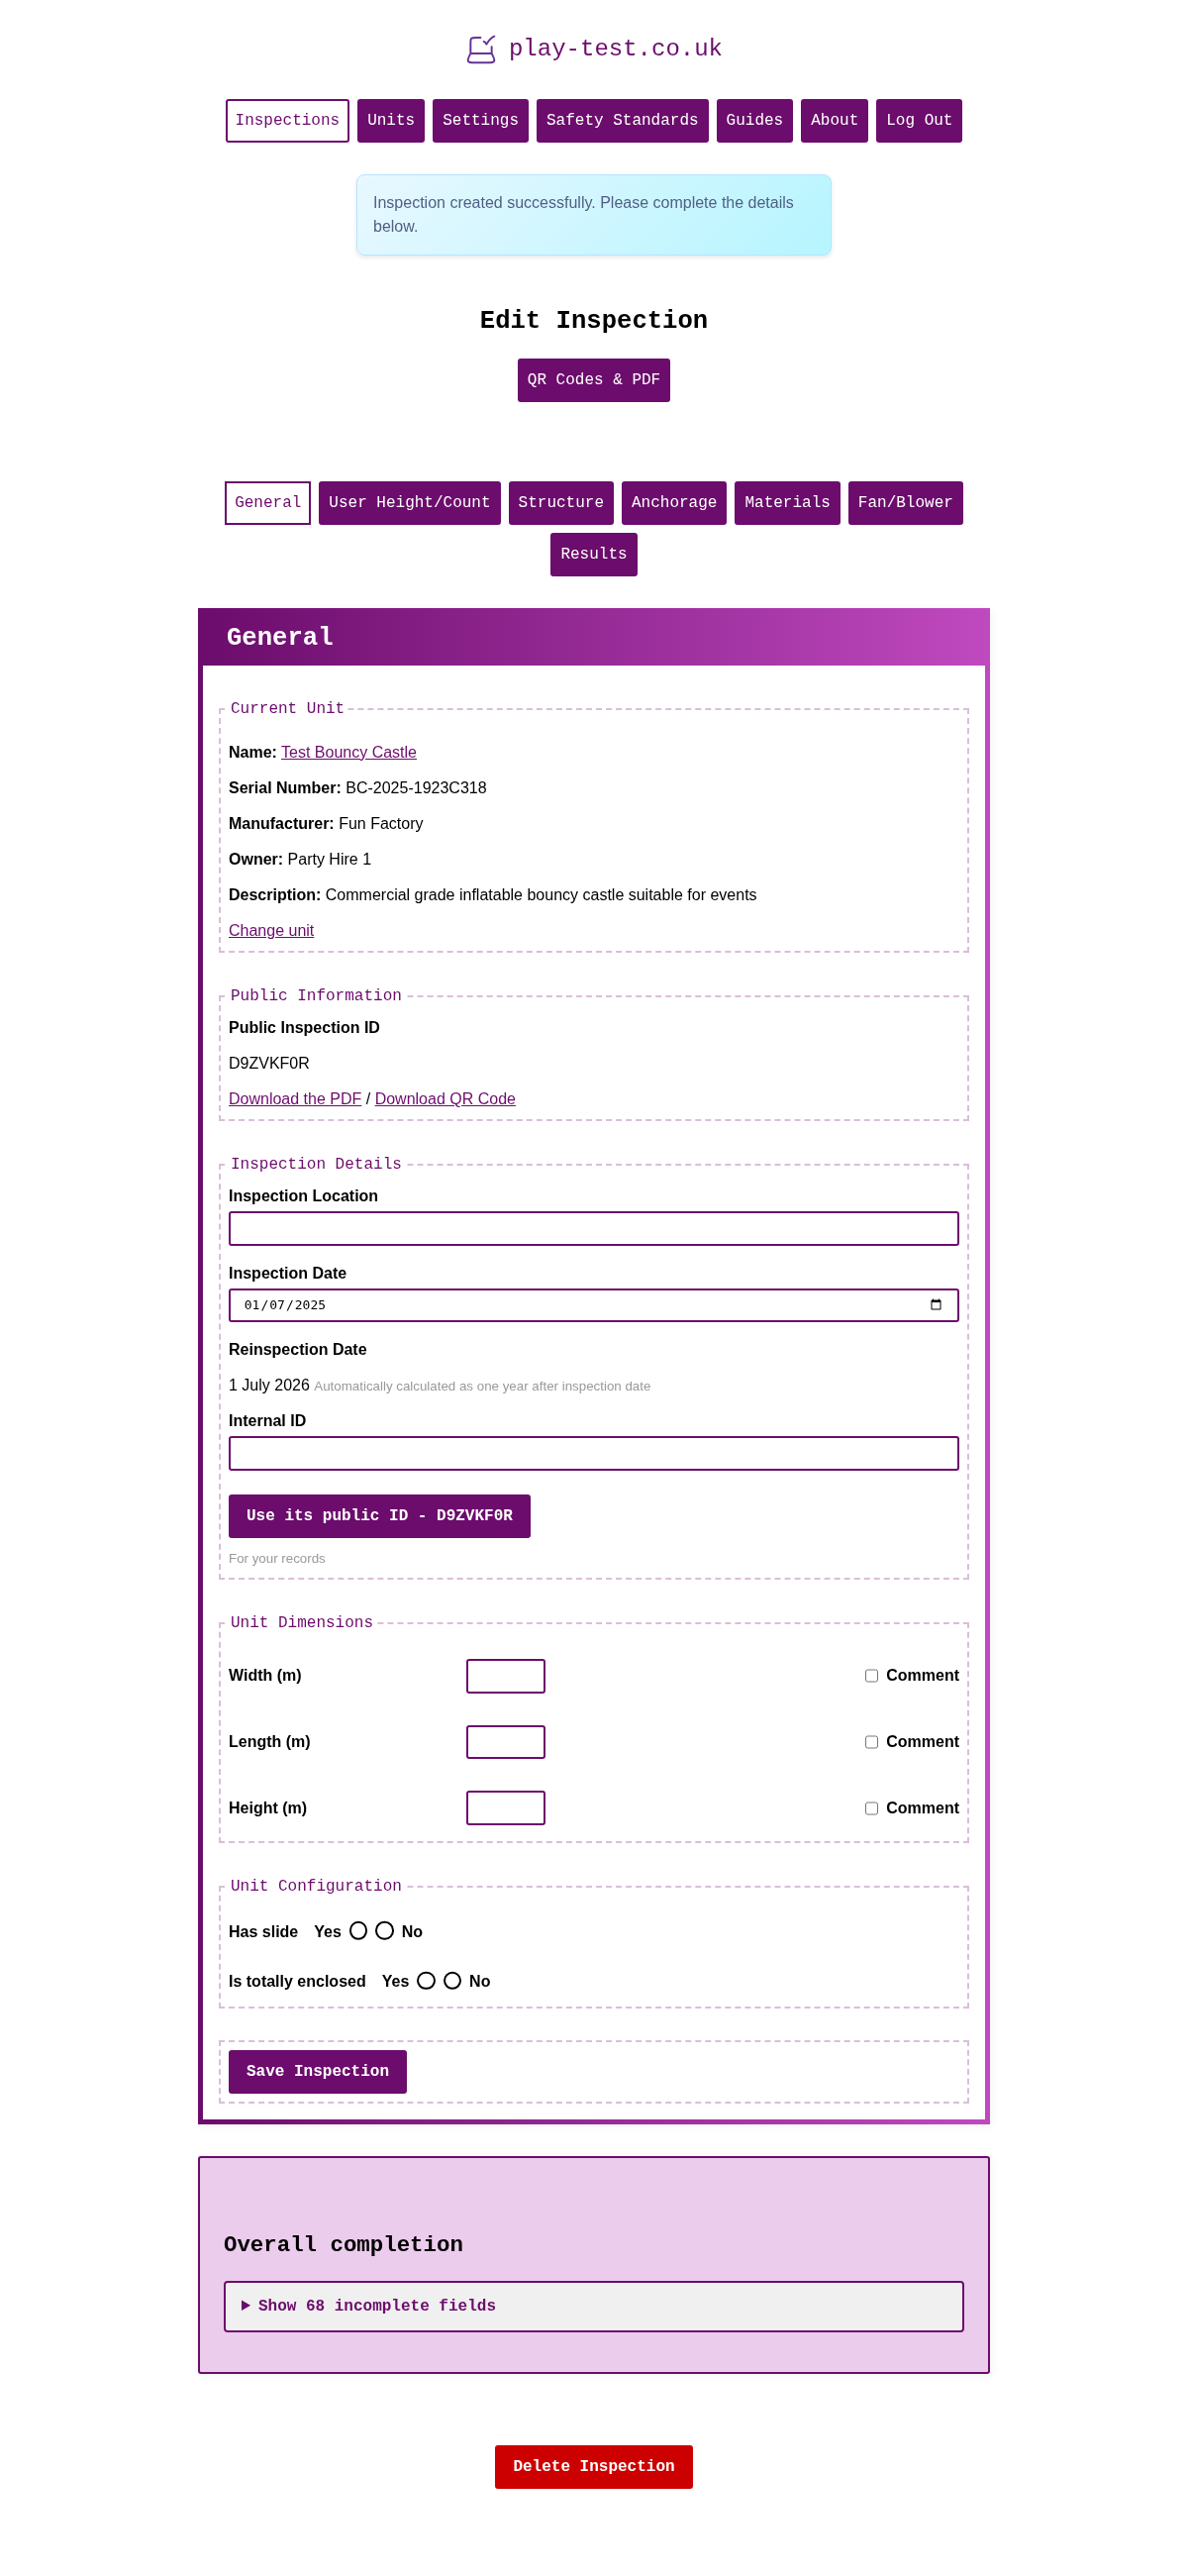 play-test.co.uk
Inspections Units Settings Safety Standards Guides About Log Out
Inspection created successfully. Please complete the details
below.
Edit Inspection
QR Codes & PDF
General User Height/Count Structure Anchorage Materials Fan/Blower
Results
General
Current Unit
Name: Test Bouncy Castle
Serial Number: BC-2025-1923C318
Manufacturer: Fun Factory
Owner: Party Hire 1
Description: Commercial grade inflatable bouncy castle suitable for events
Change unit
Public Information
Public Inspection ID
D9ZVKF0R
Download the PDF / Download QR Code
Inspection Details
Inspection Location
Inspection Date
01/07/2025
Reinspection Date
1 July 2026 Automatically calculated as one year after inspection date
Internal ID
Use its public ID - D9ZVKF0R
For your records
Unit Dimensions
Width (m) Comment
Length (m) Comment
Height (m) Comment
Unit Configuration
Has slide Yes No
Is totally enclosed Yes No
Save Inspection
Overall completion
Show 68 incomplete fields
Delete Inspection